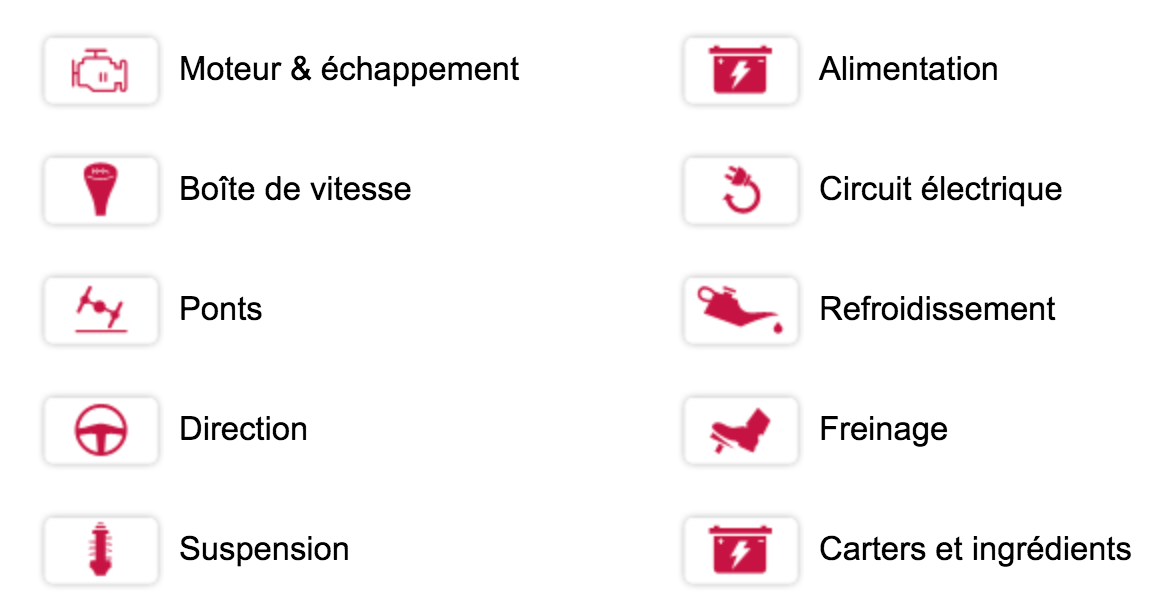 Moteur & échappement
Alimentation
Boîte de vitesse
Circuit électrique
Ponts
Refroidissement
Direction
Freinage
Suspension
Carters et ingrédients